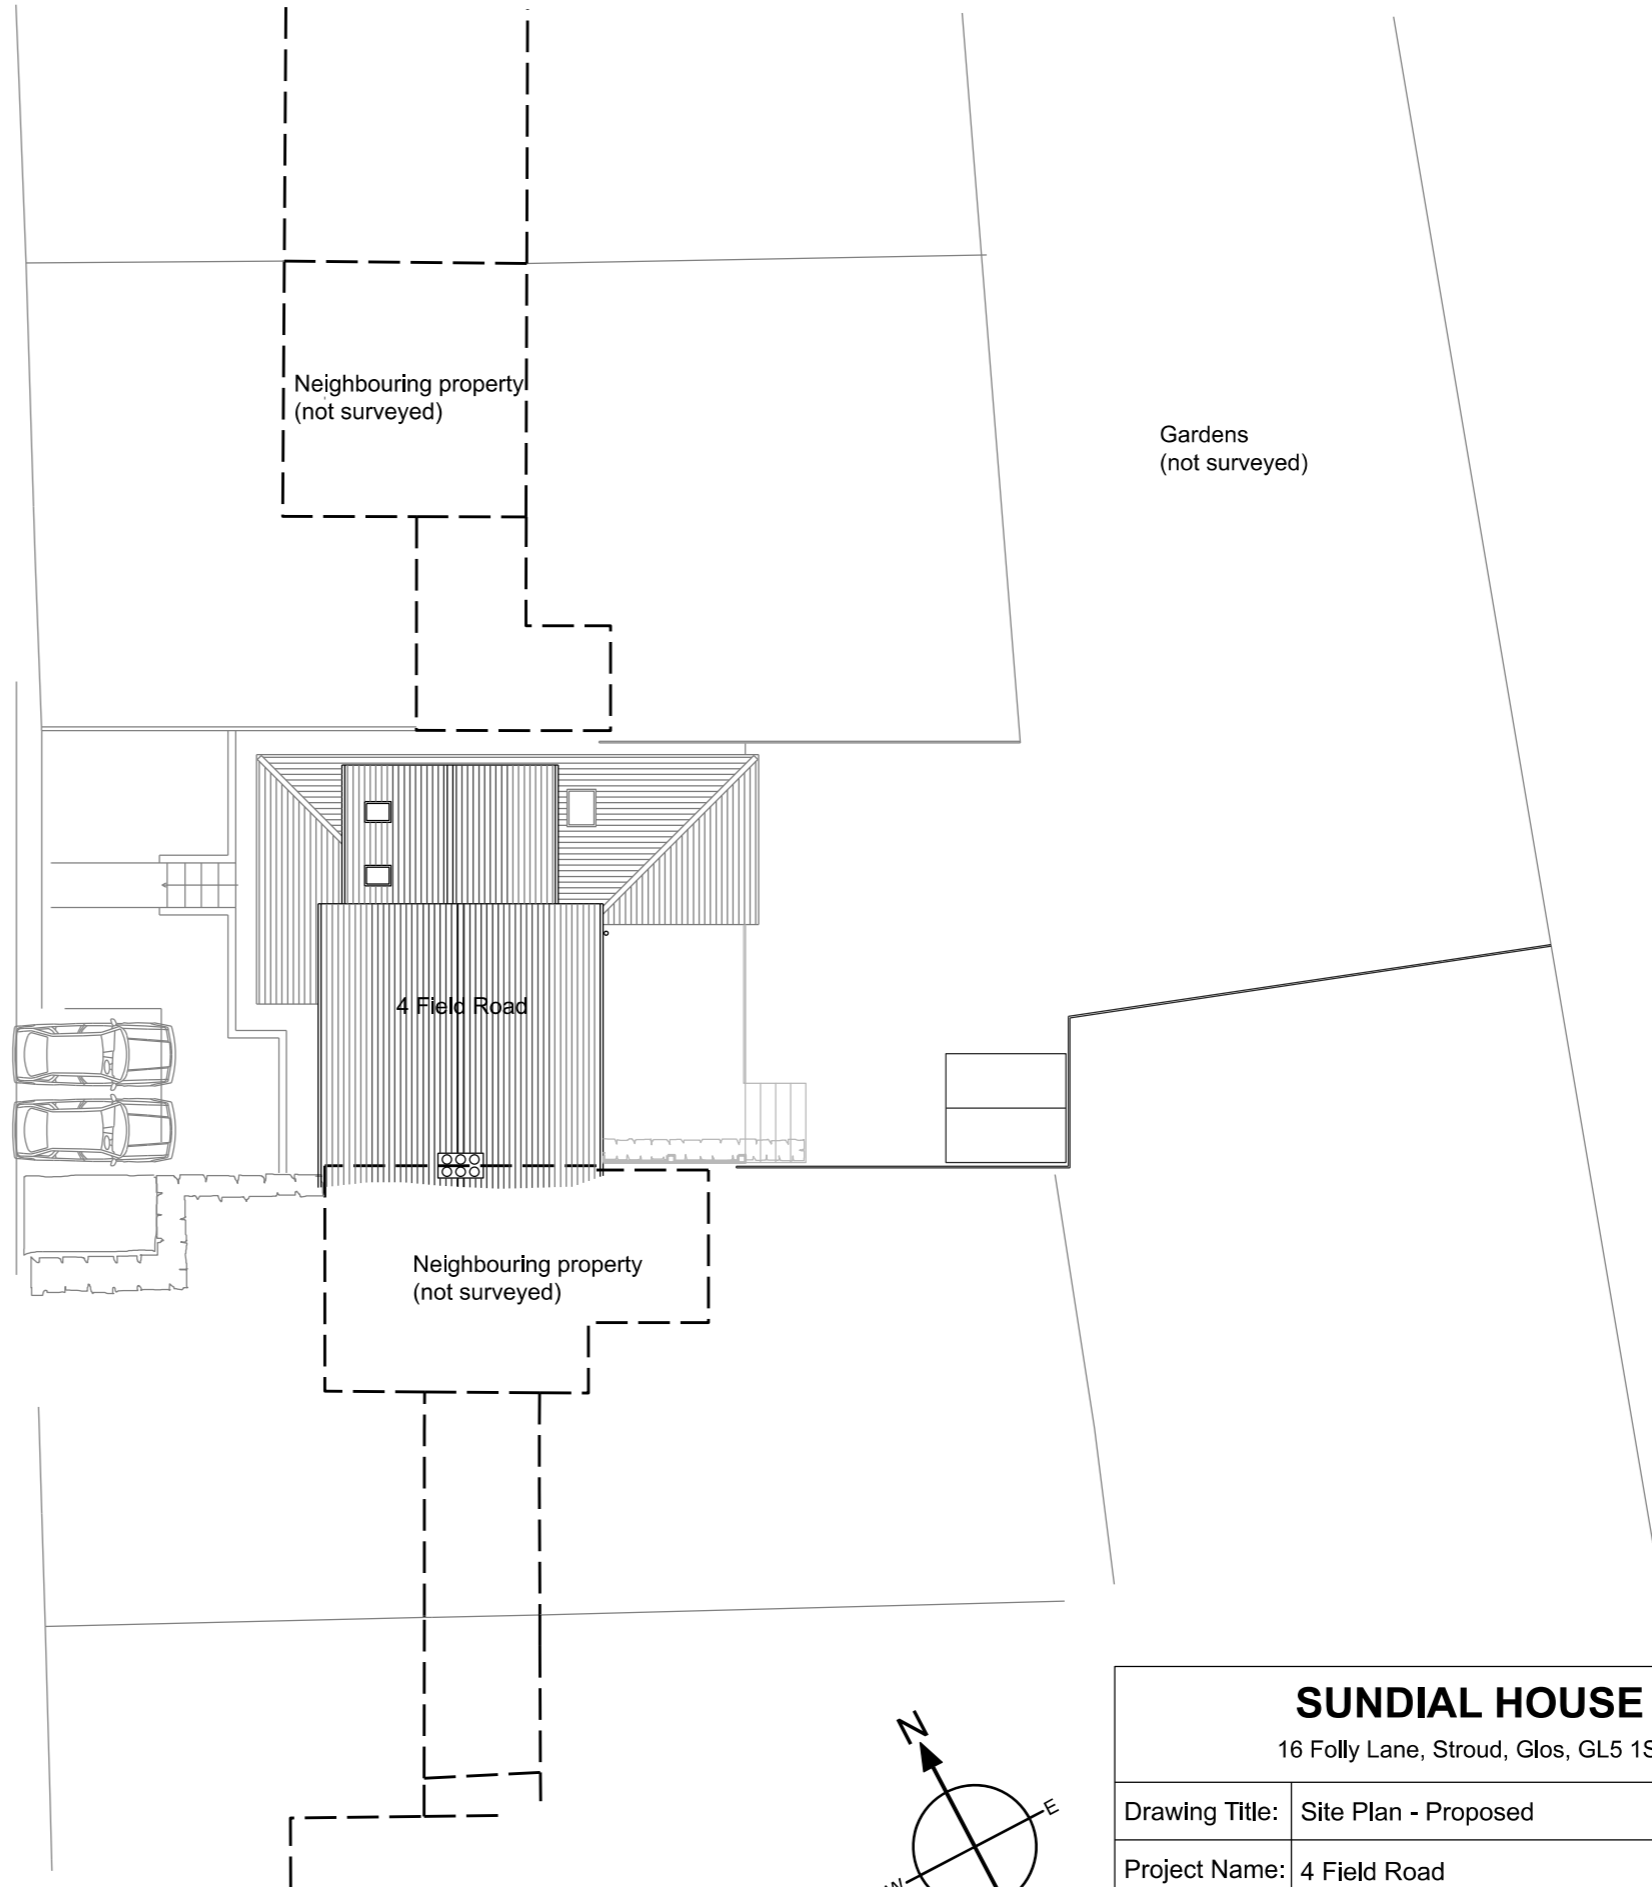 Neighbouring property
(not surveyed)
Gardens
(not surveyed)
4 Field Road
Neighbouring property
(not surveyed)
N
E
W
SUNDIAL HOUSE
16 Folly Lane, Stroud, Glos, GL5 1S
Drawing Title: Site Plan - Proposed
Project Name: 4 Field Road